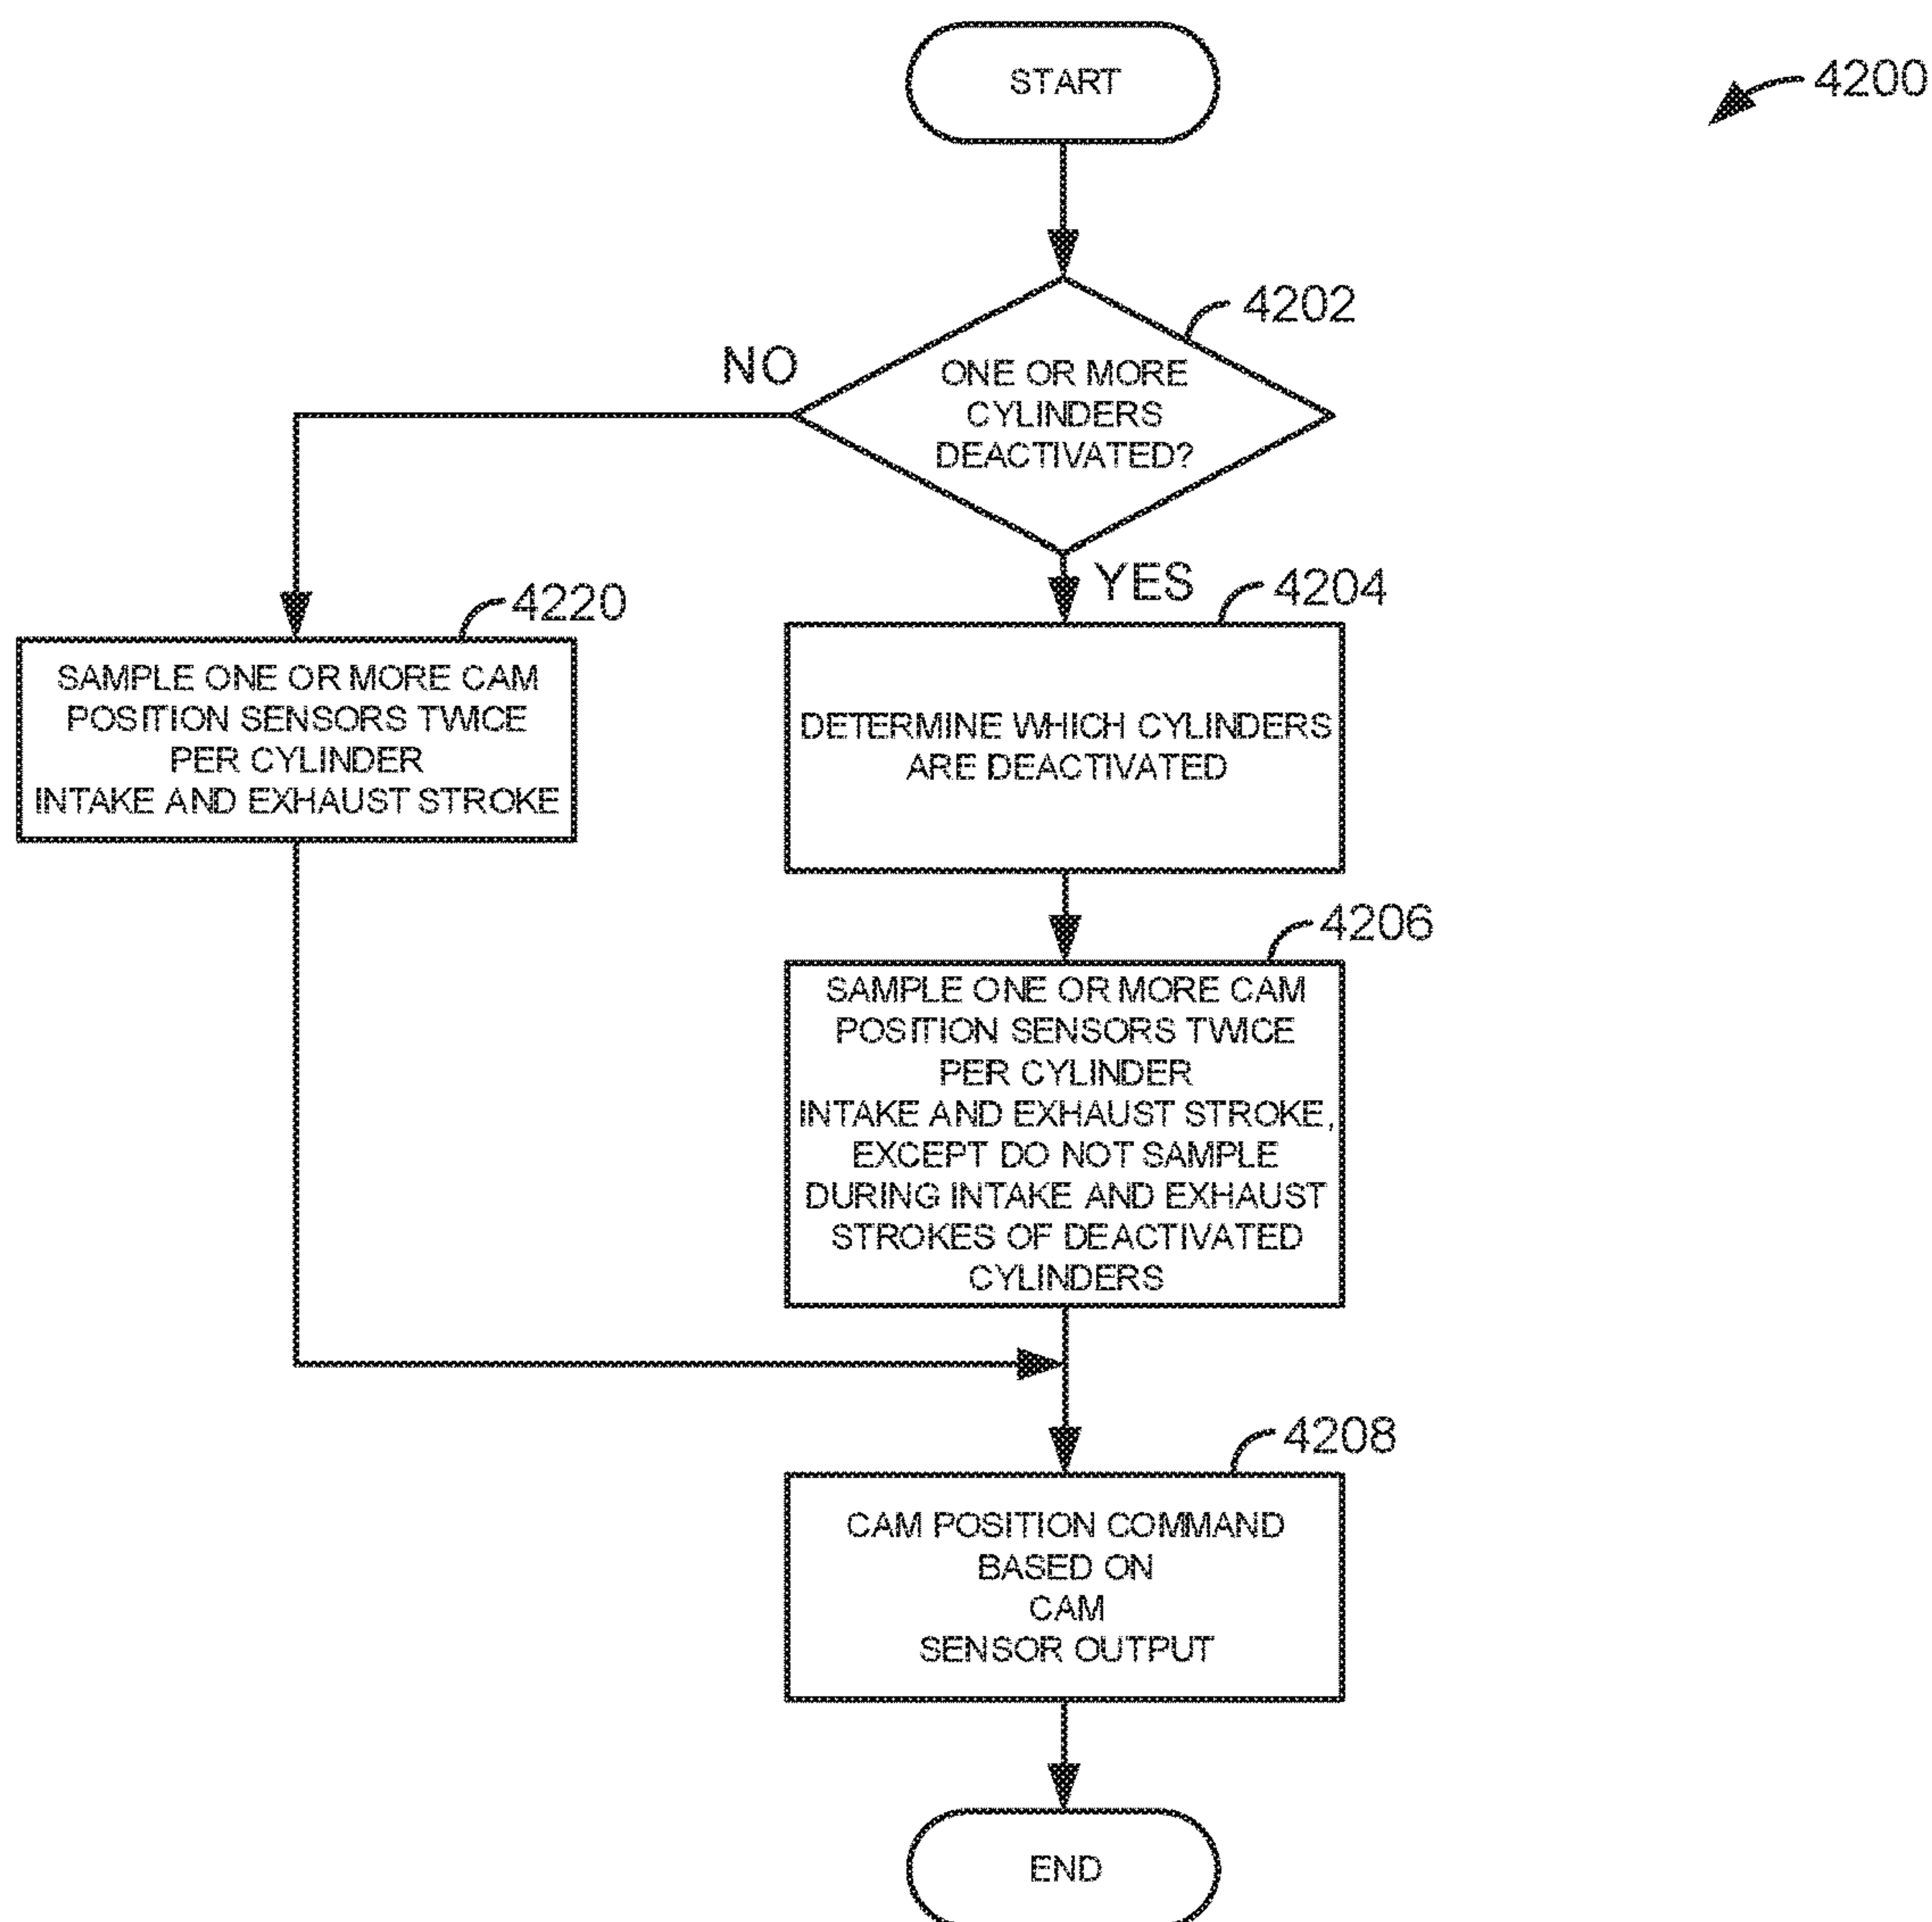 START
4200
4202
ONE OR MORE
CYLINDERS
DEACTIVATED?
NO
YES
4220
SAMPLE ONE OR MORE CAM
POSITION SENSORS TWICE
PER CYLINDER
INTAKE AND EXHAUST STROKE
4204
DETERMINE WHICH CYLINDERS
ARE DEACTIVATED
4206
SAMPLE ONE OR MORE CAM
POSITION SENSORS TWICE
PER CYLINDER
INTAKE AND EXHAUST STROKE,
EXCEPT DO NOT SAMPLE
DURING INTAKE AND EXHAUST
STROKES OF DEACTIVATED
CYLINDERS
4208
CAM POSITION COMMAND
BASED ON
CAM
SENSOR OUTPUT
END